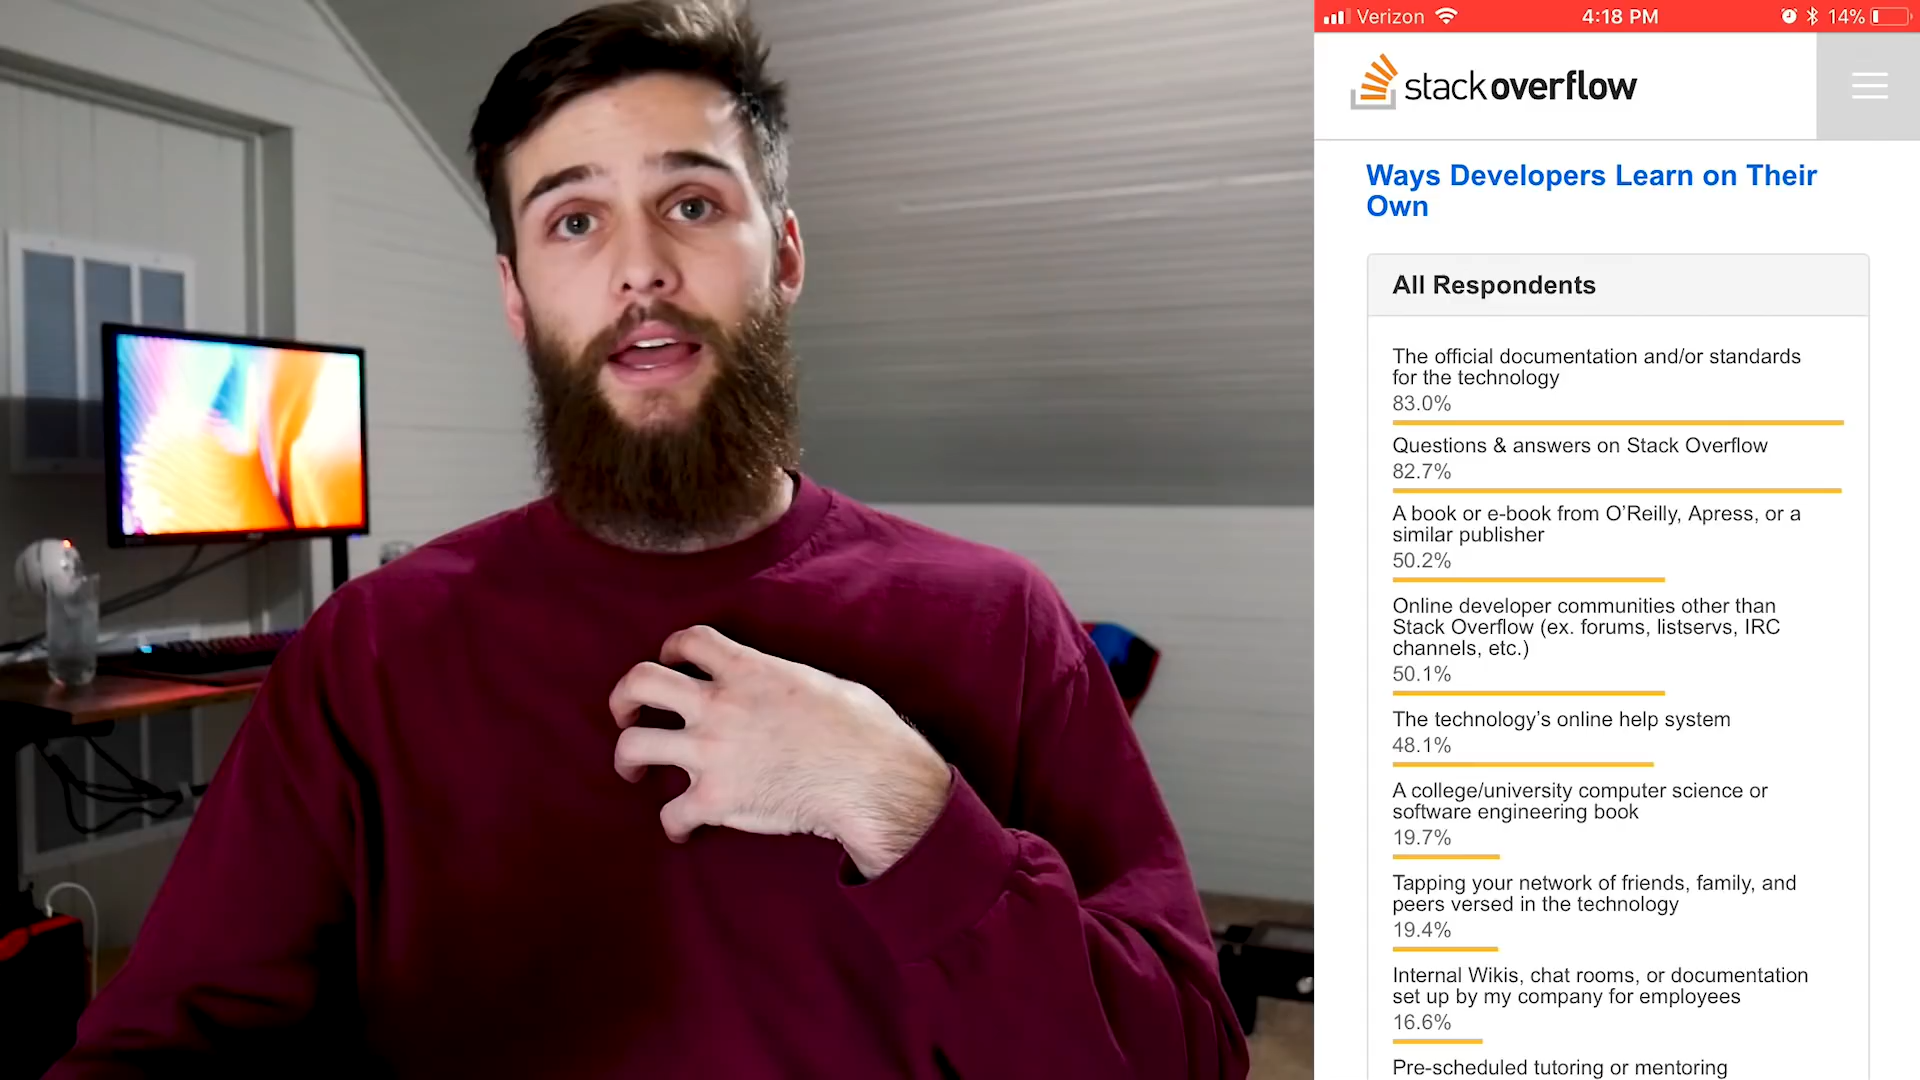 Verizon 4:18 PM 14%
stackoverflow
Ways Developers Learn on Their
Own
All Respondents
The official documentation and/or standards
for the technology
83.0%
Questions & answers on Stack Overflow
82.7%
A book or e-book from O’Reilly, Apress, or a
similar publisher
50.2%
Online developer communities other than
Stack Overflow (ex. forums, listservs, IRC
channels, etc.)
50.1%
The technology’s online help system
48.1%
A college/university computer science or
software engineering book
19.7%
Tapping your network of friends, family, and
peers versed in the technology
19.4%
Internal Wikis, chat rooms, or documentation
set up by my company for employees
16.6%
Pre-scheduled tutoring or mentoring